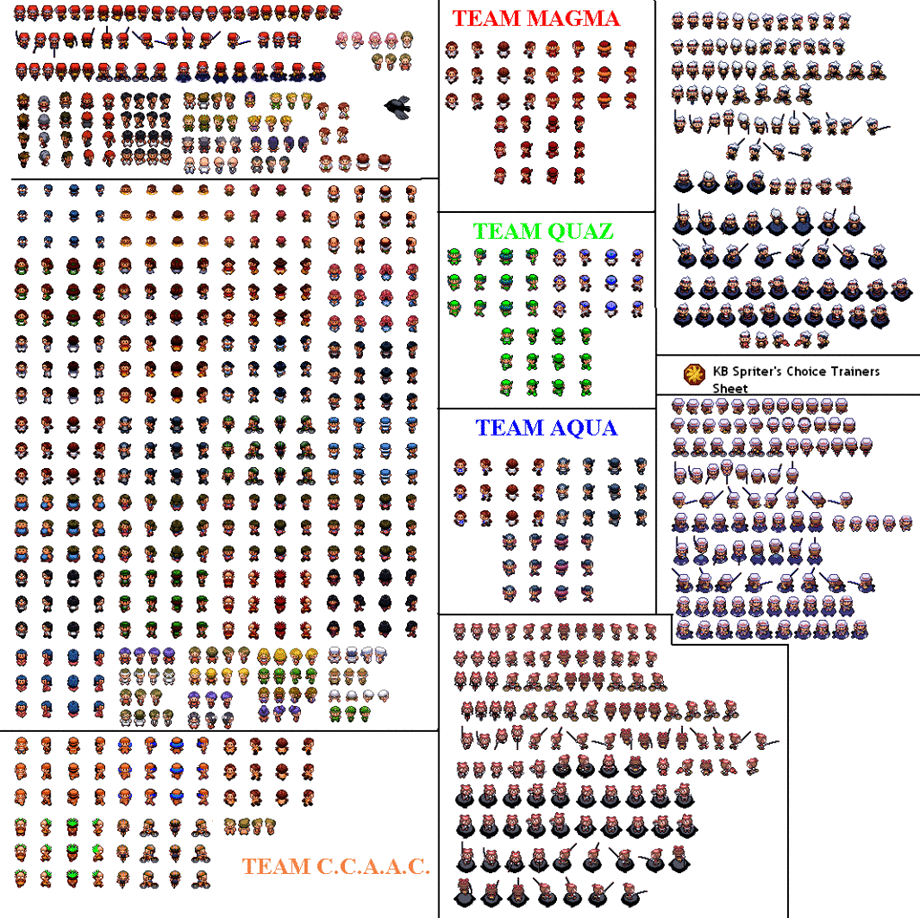 TEAM MAGMA
TEAM QUAZ
KB Spriter's Choice Trainers
Sheet
TEAM AQUA
TEAM C.C.A.A.C.